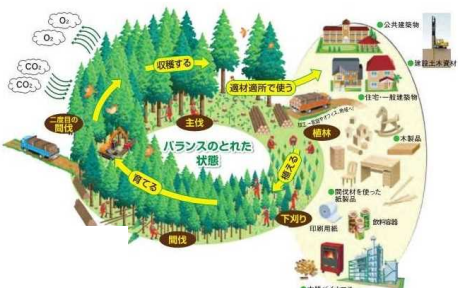 O₂
O₂
CO₂
CO₂
収穫する
適材適所で使う
二度目の
間伐
主伐
植林
バランスのとれた
状態
植える
育てる
下刈り
間伐
●公共建築物
●建設土木資材
●住宅・一般建築物
●木製品
●間伐材を使った
紙製品
印刷用紙
飲料容器